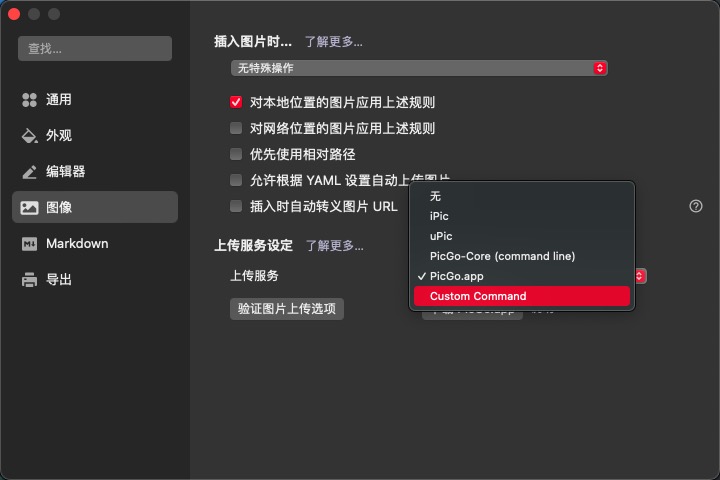 查找...
通用
外观
编辑器
图像
Markdown
导出
插入图片时... 了解更多...
无特殊操作
对本地位置的图片应用上述规则
对网络位置的图片应用上述规则
优先使用相对路径
允许根据 YAML 设置自动上传图片
插入时自动转义图片 URL
上传服务设定 了解更多...
上传服务
无
iPic
uPic
PicGo-Core (command line)
PicGo.app
Custom Command
验证图片上传选项
下载 PicGo.app